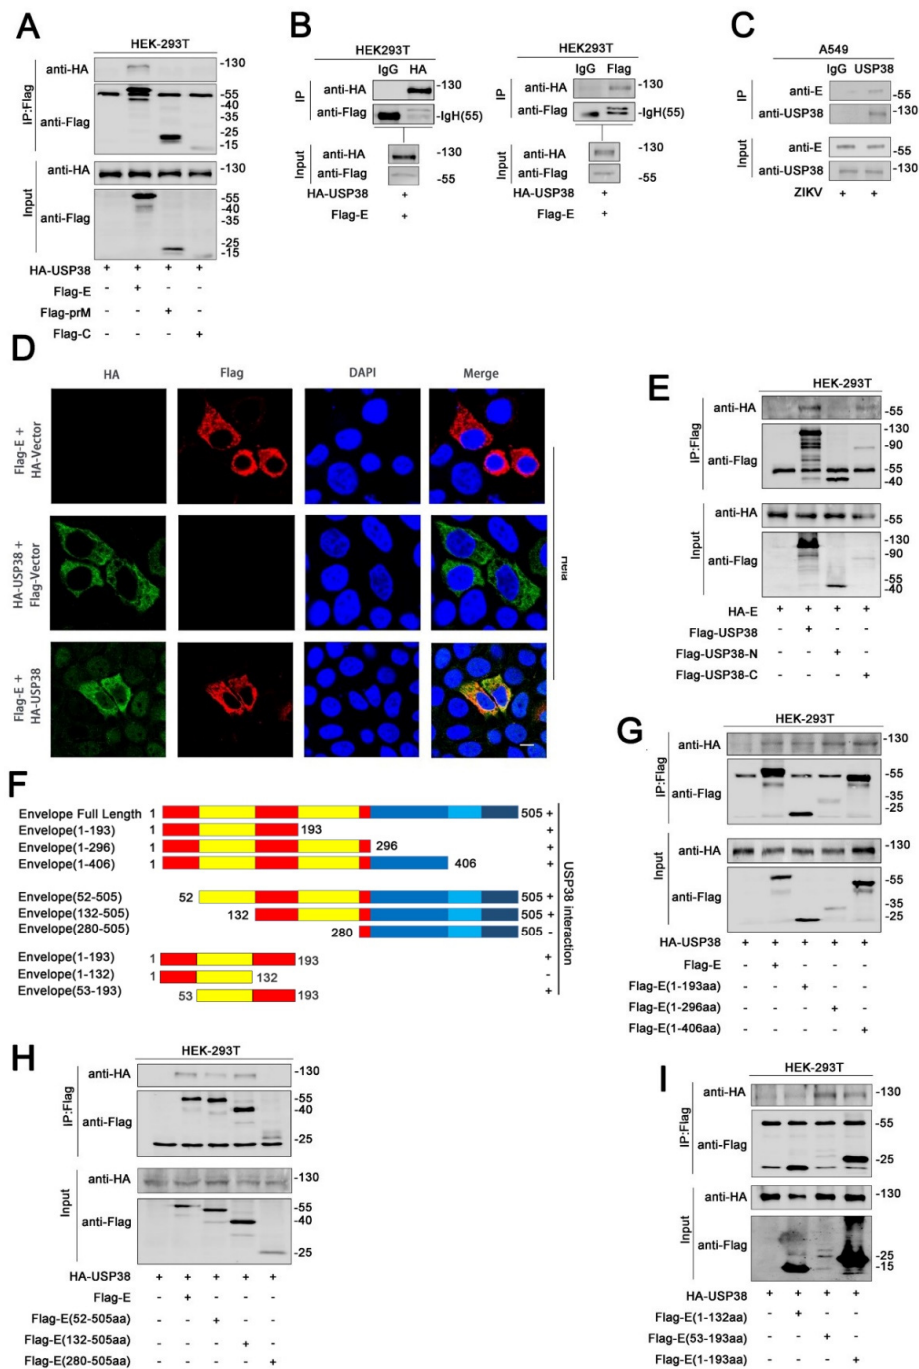 A
HEK-293T
IP:Flag
anti-HA
-130
anti-Flag
-55
-40
-35
-25
-15
Input
anti-HA
-130
anti-Flag
-55
-40
-35
-25
-15
HA-USP38 + + + +
Flag-E - + - -
Flag-prM - - + -
Flag-C - - - +
B
HEK293T
IgG HA
IP
anti-HA
-130
anti-Flag
-IgH(55)
Input
anti-HA
-130
anti-Flag
-55
HA-USP38 +
Flag-E +
HEK293T
IgG Flag
IP
anti-HA
-130
anti-Flag
-IgH(55)
Input
anti-HA
-130
anti-Flag
-55
HA-USP38 +
Flag-E +
C
A549
IgG USP38
IP
anti-E
-55
anti-USP38
-130
Input
anti-E
-55
anti-USP38
-130
ZIKV + +
D
HA Flag DAPI Merge
Flag-E +
HA-Vector
HA-USP38 +
Flag-Vector
Flag-E +
HA-USP38
E
HEK-293T
IP:Flag
anti-HA
-55
anti-Flag
-130
-90
-55
-40
Input
anti-HA
-55
anti-Flag
-130
-90
-55
-40
HA-E + + + +
Flag-USP38 - + - -
Flag-USP38-N - - + -
Flag-USP38-C - - - +
F
Envelope Full Length 1 505 +
Envelope(1-193) 1 193 +
Envelope(1-296) 1 296 +
Envelope(1-406) 1 406 +
Envelope(52-505) 52 505 +
Envelope(132-505) 132 505 +
Envelope(280-505) 280 505 -
Envelope(1-193) 1 193 +
Envelope(1-132) 1 132 -
Envelope(53-193) 53 193 +
USP38 interaction
G
HEK-293T
IP:Flag
anti-HA
-130
anti-Flag
-55
-40
-35
-25
Input
anti-HA
-130
anti-Flag
-55
-40
-35
-25
HA-USP38 + + + + +
Flag-E - + - - -
Flag-E(1-193aa) - - + - -
Flag-E(1-296aa) - - - + -
Flag-E(1-406aa) - - - - +
H
HEK-293T
IP:Flag
anti-HA
-130
anti-Flag
-55
-40
-25
Input
anti-HA
-130
anti-Flag
-55
-40
-25
HA-USP38 + + + + +
Flag-E - + - - -
Flag-E(52-505aa) - - + - -
Flag-E(132-505aa) - - - + -
Flag-E(280-505aa) - - - - +
I
HEK-293T
IP:Flag
anti-HA
-130
anti-Flag
-55
-25
Input
anti-HA
-130
anti-Flag
-25
-15
HA-USP38 + + + +
Flag-E(1-132aa) - + - -
Flag-E(53-193aa) - - + -
Flag-E(1-193aa) - - - +